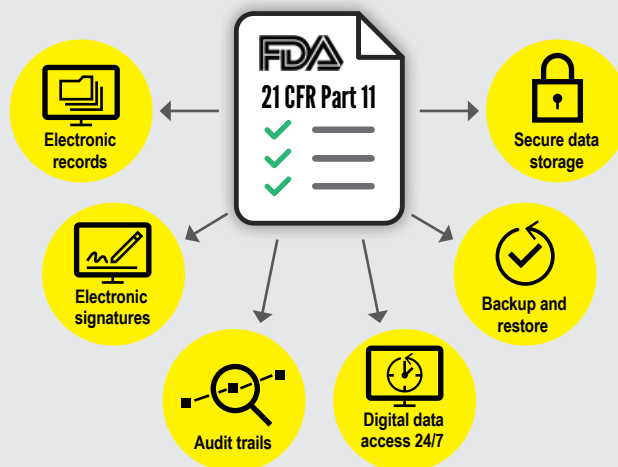 FDA
21 CFR Part 11
Electronic
records
Secure data
storage
Electronic
signatures
Backup and
restore
Audit trails
Digital data
access 24/7